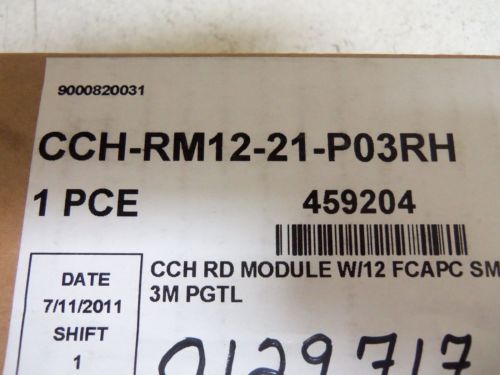 9000820031
CCH-RM12-21-P03RH
1 PCE 459204
CCH RD MODULE W/12 FCAPC SM
3M PGTL
DATE
7/11/2011
SHIFT
1
0129717